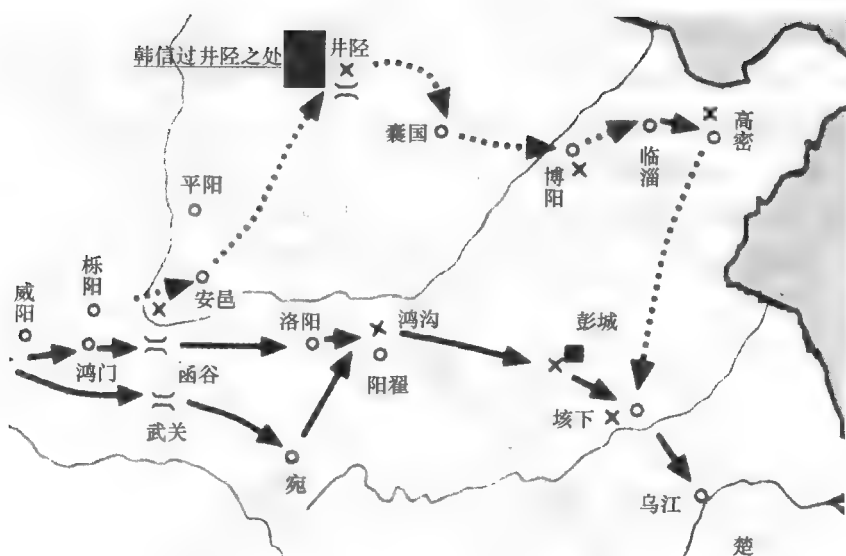 韩信过井陉之处
井陉
囊国
博阳
临淄
高密
平阳
栎阳
威阳
安邑
洛阳
鸿沟
彭城
鸿门
函谷
阳翟
武关
垓下
宛
乌江
楚